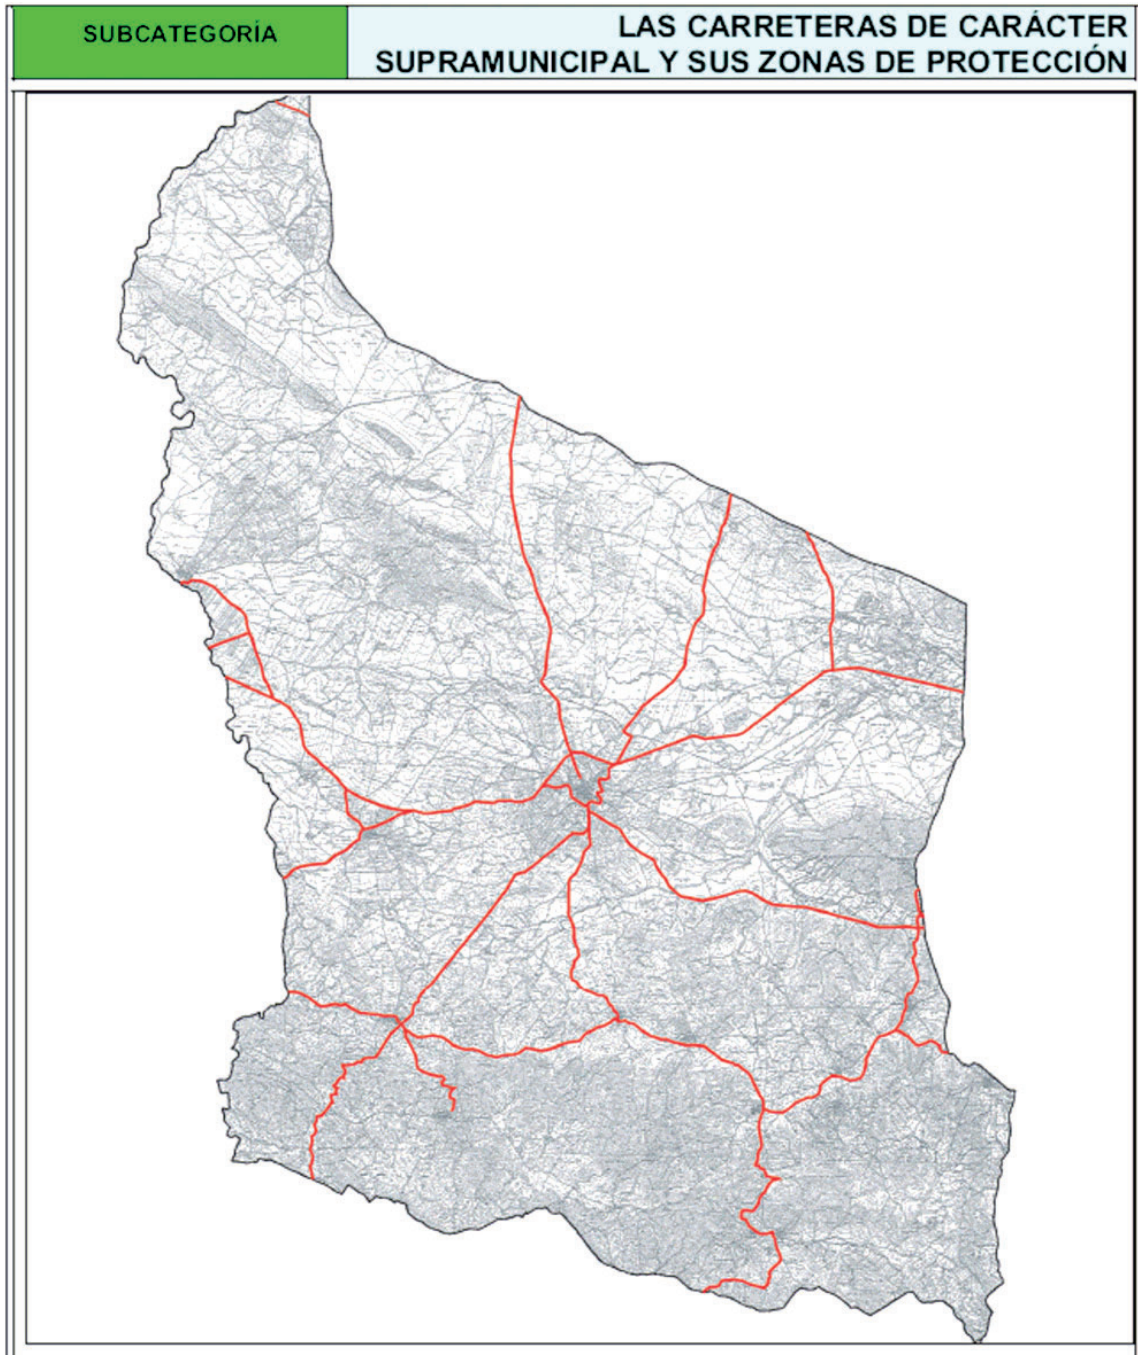 SUBCATEGORÍA
LAS CARRETERAS DE CARÁCTER
SUPRAMUNICIPAL Y SUS ZONAS DE PROTECCIÓN